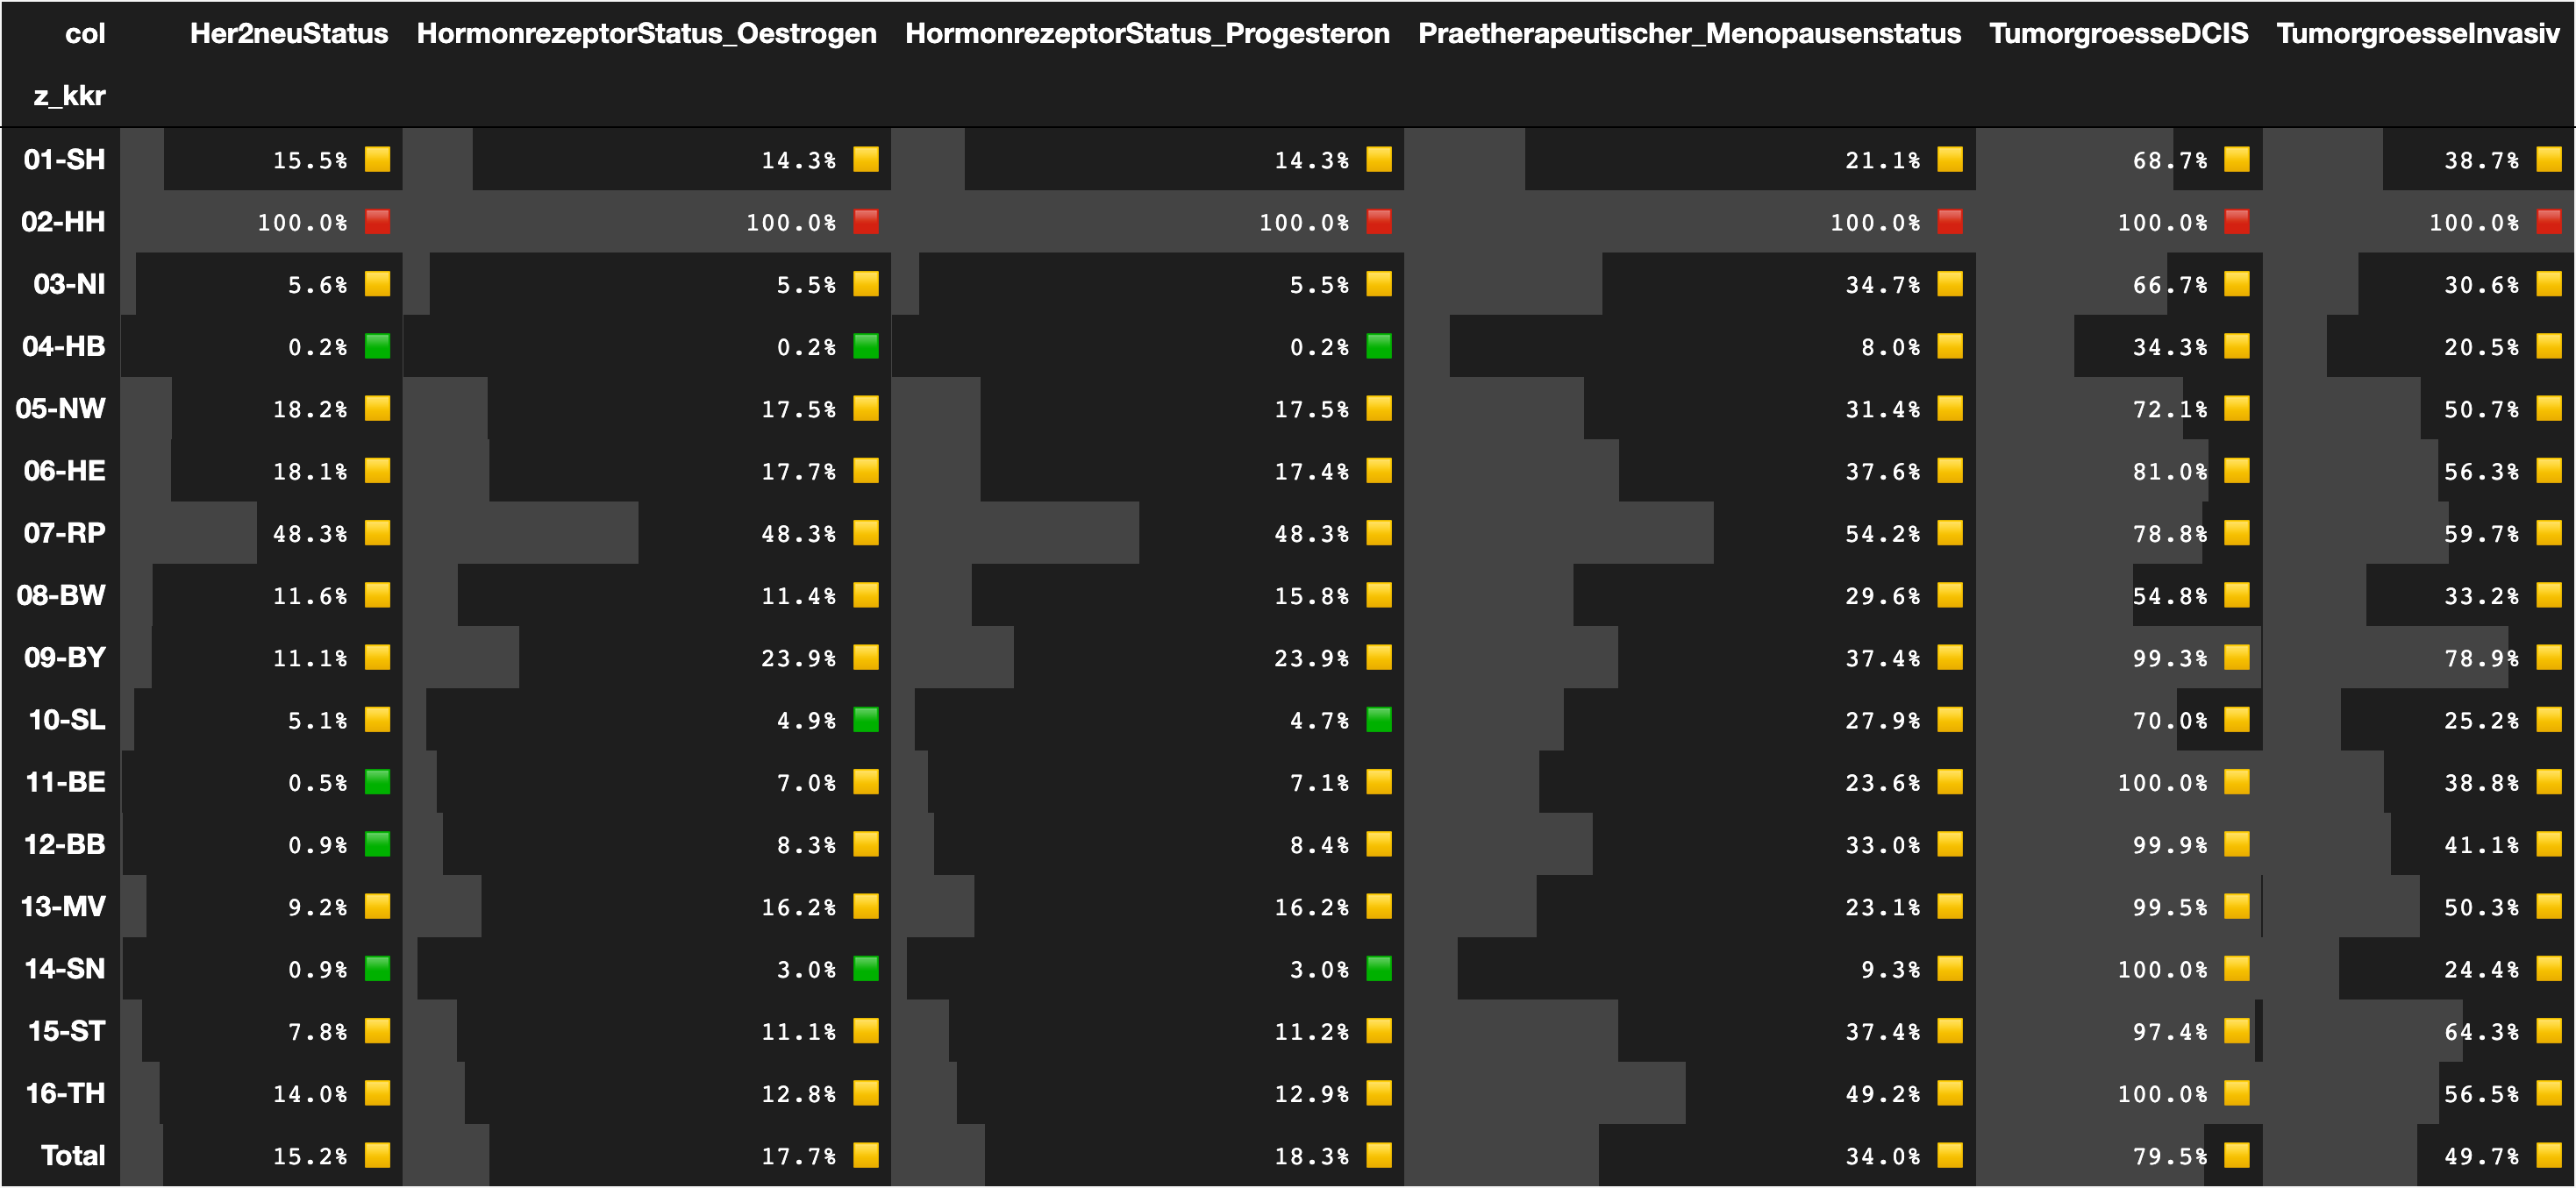 col Her2neuStatus HormonrezeptorStatus_Oestrogen HormonrezeptorStatus_Progesteron Praetherapeutischer_Menopausenstatus TumorgroesseDCIS TumorgroesseInvasiv
z_kkr
01-SH 15.5% 14.3% 14.3% 21.1% 68.7% 38.7%
02-HH 100.0% 100.0% 100.0% 100.0% 100.0% 100.0%
03-NI 5.6% 5.5% 5.5% 34.7% 66.7% 30.6%
04-HB 0.2% 0.2% 0.2% 8.0% 34.3% 20.5%
05-NW 18.2% 17.5% 17.5% 31.4% 72.1% 50.7%
06-HE 18.1% 17.7% 17.4% 37.6% 81.0% 56.3%
07-RP 48.3% 48.3% 48.3% 54.2% 78.8% 59.7%
08-BW 11.6% 11.4% 15.8% 29.6% 54.8% 33.2%
09-BY 11.1% 23.9% 23.9% 37.4% 99.3% 78.9%
10-SL 5.1% 4.9% 4.7% 27.9% 70.0% 25.2%
11-BE 0.5% 7.0% 7.1% 23.6% 100.0% 38.8%
12-BB 0.9% 8.3% 8.4% 33.0% 99.9% 41.1%
13-MV 9.2% 16.2% 16.2% 23.1% 99.5% 50.3%
14-SN 0.9% 3.0% 3.0% 9.3% 100.0% 24.4%
15-ST 7.8% 11.1% 11.2% 37.4% 97.4% 64.3%
16-TH 14.0% 12.8% 12.9% 49.2% 100.0% 56.5%
Total 15.2% 17.7% 18.3% 34.0% 79.5% 49.7%